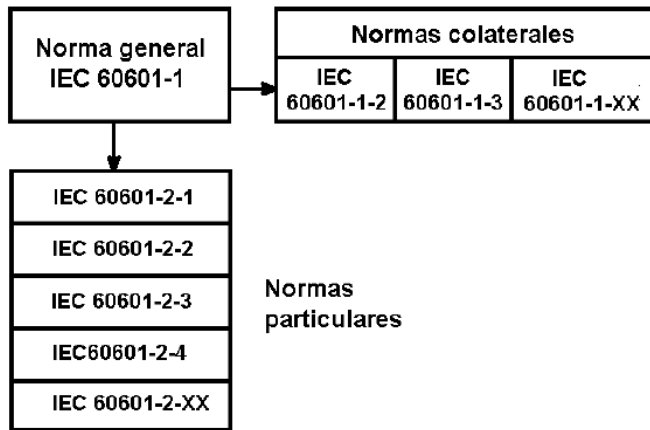 Norma general
IEC 60601-1
Normas colaterales
IEC
60601-1-2
IEC
60601-1-3
IEC
60601-1-XX
IEC 60601-2-1
IEC 60601-2-2
IEC 60601-2-3
IEC60601-2-4
IEC 60601-2-XX
Normas
particulares